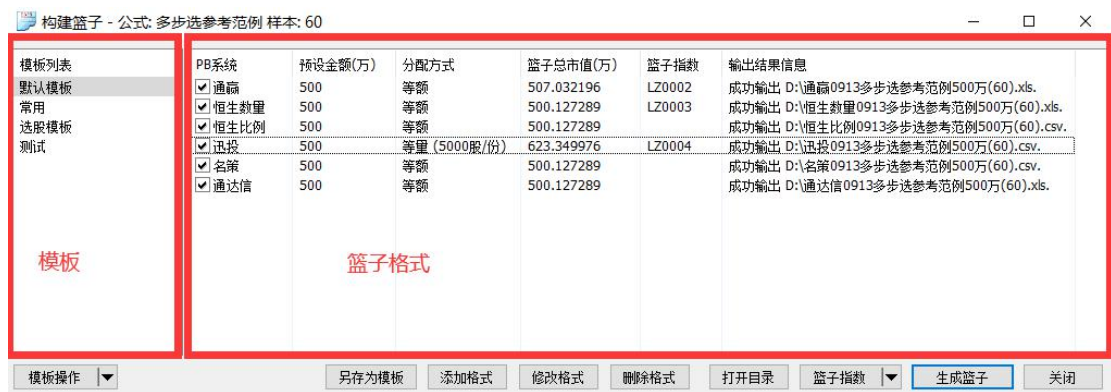 构建篮子 - 公式: 多步选参考范例 样本: 60
模板列表
默认模板
常用
选股模板
测试
模板
PB系统 预设金额(万) 分配方式 篮子总市值(万) 篮子指数 输出结果信息
通赢 500 等额 507.032196 LZ0002 成功输出 D:\通赢0913多步选参考范例500万(60).xls.
恒生数量 500 等额 500.127289 LZ0003 成功输出 D:\恒生数量0913多步选参考范例500万(60).xls.
恒生比例 500 等额 500.127289 成功输出 D:\恒生比例0913多步选参考范例500万(60).csv.
迅投 500 等量 (5000股/份) 623.349976 LZ0004 成功输出 D:\迅投0913多步选参考范例500万(60).csv.
名策 500 等额 500.127289 成功输出 D:\名策0913多步选参考范例500万(60).csv.
通达信 500 等额 500.127289 成功输出 D:\通达信0913多步选参考范例500万(60).xls.
篮子格式
模板操作 另存为模板 添加格式 修改格式 删除格式 打开目录 篮子指数 生成篮子 关闭